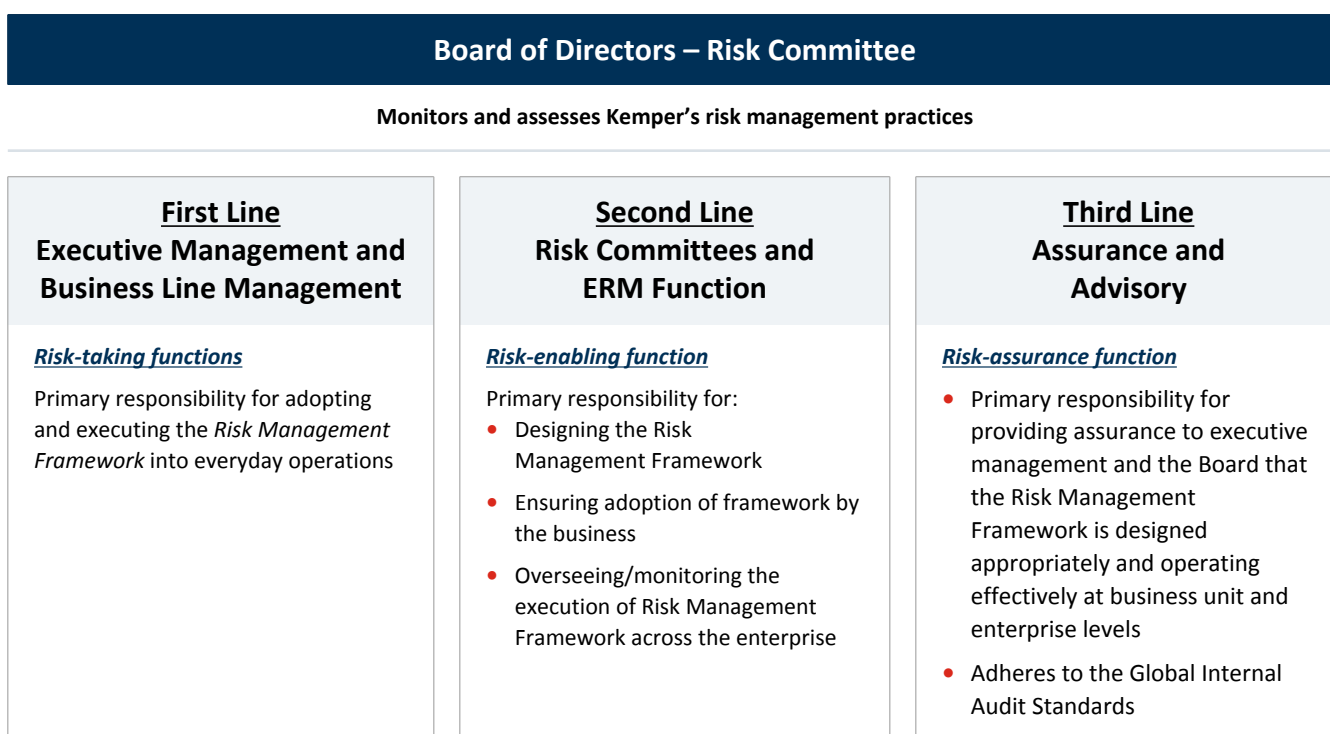 Board of Directors – Risk Committee
Monitors and assesses Kemper’s risk management practices
First Line
Executive Management and
Business Line Management
Risk-taking functions
Primary responsibility for adopting
and executing the Risk Management
Framework into everyday operations
Second Line
Risk Committees and
ERM Function
Risk-enabling function
Primary responsibility for:
• Designing the Risk
Management Framework
• Ensuring adoption of framework by
the business
• Overseeing/monitoring the
execution of Risk Management
Framework across the enterprise
Third Line
Assurance and
Advisory
Risk-assurance function
• Primary responsibility for
providing assurance to executive
management and the Board that
the Risk Management
Framework is designed
appropriately and operating
effectively at business unit and
enterprise levels
• Adheres to the Global Internal
Audit Standards